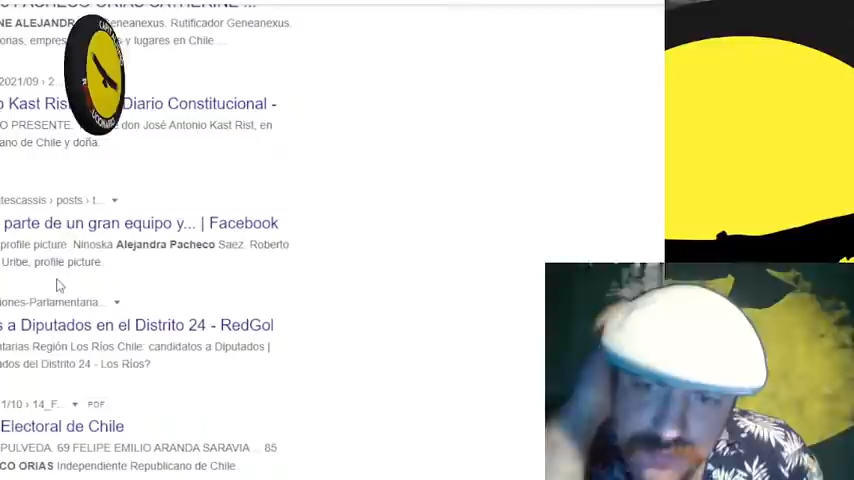 NE ALEJANDR Geneanexus. Rutificador Geneanexus.
onas, empres y lugares en Chile ...
2021/09 › 2
o Kast Ris Diario Constitucional -
O PRESENTE. don José Antonio Kast Rist, en
ano de Chile y doña.
tescassis › posts › t...
parte de un gran equipo y... | Facebook
profile picture. Ninoska Alejandra Pacheco Saez. Roberto
Uribe, profile picture.
iones-Parlamentaria...
s a Diputados en el Distrito 24 - RedGol
ntarias Región Los Ríos Chile: candidatos a Diputados |
ados del Distrito 24 - Los Ríos?
1/10 › 14_F... PDF
Electoral de Chile
PULVEDA. 69 FELIPE EMILIO ARANDA SARAVIA ... 85
CO ORIAS Independiente Republicano de Chile.